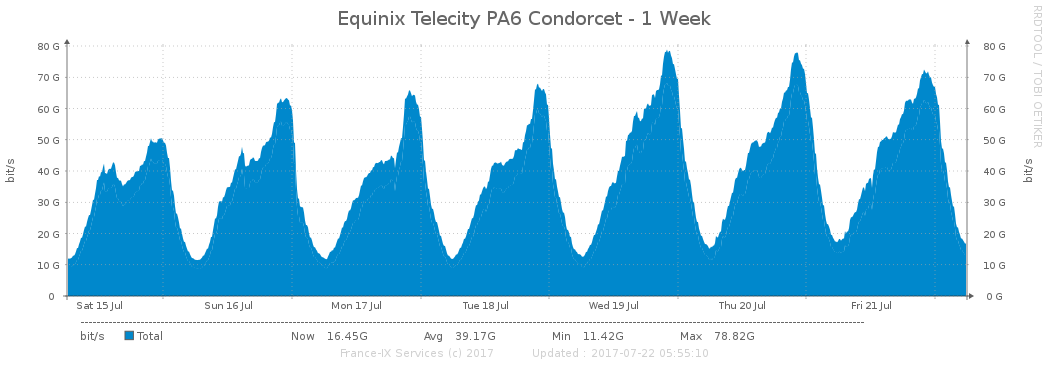 Equinix Telecity PA6 Condorcet - 1 Week
RRDTOOL / TOBI OETIKER
80 G 80 G
70 G 70 G
60 G 60 G
50 G 50 G
40 G 40 G
30 G 30 G
20 G 20 G
10 G 10 G
0 0 G
bit/s bit/s
Sat 15 Jul Sun 16 Jul Mon 17 Jul Tue 18 Jul Wed 19 Jul Thu 20 Jul Fri 21 Jul
bit/s Total Now 16.45G Avg 39.17G Min 11.42G Max 78.82G
France-IX Services (c) 2017 Updated : 2017-07-22 05:55:10